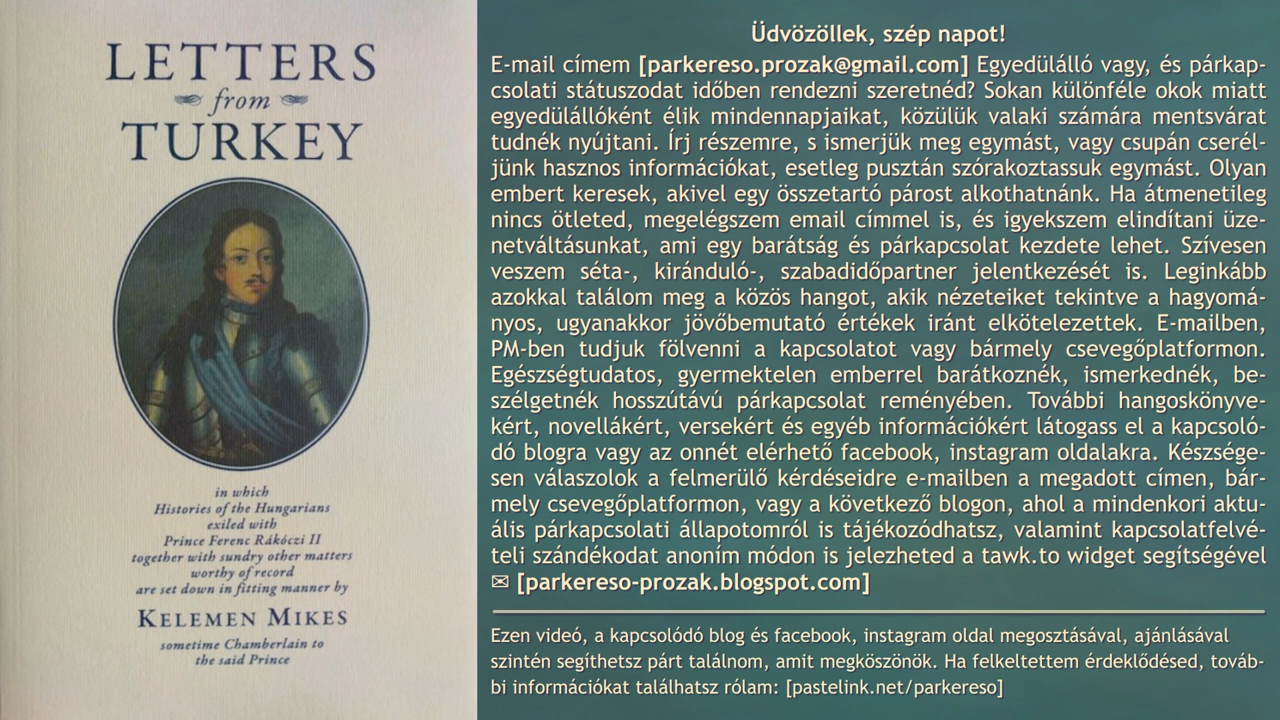 LETTERS
from
TURKEY
in which
Histories of the Hungarians
exiled with
Prince Ferenc Rákóczi II
together with sundry other matters
worthy of record
are set down in fitting manner by
KELEMEN MIKES
sometime Chamberlain to
the said Prince
Üdvözöllek, szép napot!
E-mail címem [parkereso.prozak@gmail.com] Egyedülálló vagy, és párkap-
csolati státuszodat időben rendezni szeretnéd? Sokan különféle okok miatt
egyedülállóként élik mindennapjaikat, közülük valaki számára mentsvárat
tudnék nyújtani. Írj részemre, s ismerjük meg egymást, vagy csupán cserél-
jünk hasznos információkat, esetleg pusztán szórakoztassuk egymást. Olyan
embert keresek, akivel egy összetartó párost alkothatnánk. Ha átmenetileg
nincs ötleted, megelégszem email címmel is, és igyekszem elindítani üze-
netváltásunkat, ami egy barátság és párkapcsolat kezdete lehet. Szívesen
veszem séta-, kiránduló-, szabadidőpartner jelentkezését is. Leginkább
azokkal találom meg a közös hangot, akik nézeteiket tekintve a hagyomá-
nyos, ugyanakkor jövőbemutató értékek iránt elkötelezettek. E-mailben,
PM-ben tudjuk fölvenni a kapcsolatot vagy bármely csevegőplatformon.
Egészségtudatos, gyermektelen emberrel barátkoznék, ismerkednék, be-
szélgetnék hosszútávú párkapcsolat reményében. További hangoskönyve-
kért, novellákért, versekért és egyéb információkért látogass el a kapcsoló-
dó blogra vagy az onnét elérhető facebook, instagram oldalakra. Készsége-
sen válaszolok a felmerülő kérdéseidre e-mailben a megadott címen, bár-
mely csevegőplatformon, vagy a következő blogon, ahol a mindenkori aktu-
ális párkapcsolati állapotomról is tájékozódhatsz, valamint kapcsolatfelvé-
teli szándékodat anoním módon is jelezheted a tawk.to widget segítségével
✉ [parkereso-prozak.blogspot.com]
Ezen videó, a kapcsolódó blog és facebook, instagram oldal megosztásával, ajánlásával
szintén segíthetsz párt találnom, amit megköszönök. Ha felkeltettem érdeklődésed, továb-
bi információkat találhatsz rólam: [pastelink.net/parkereso]